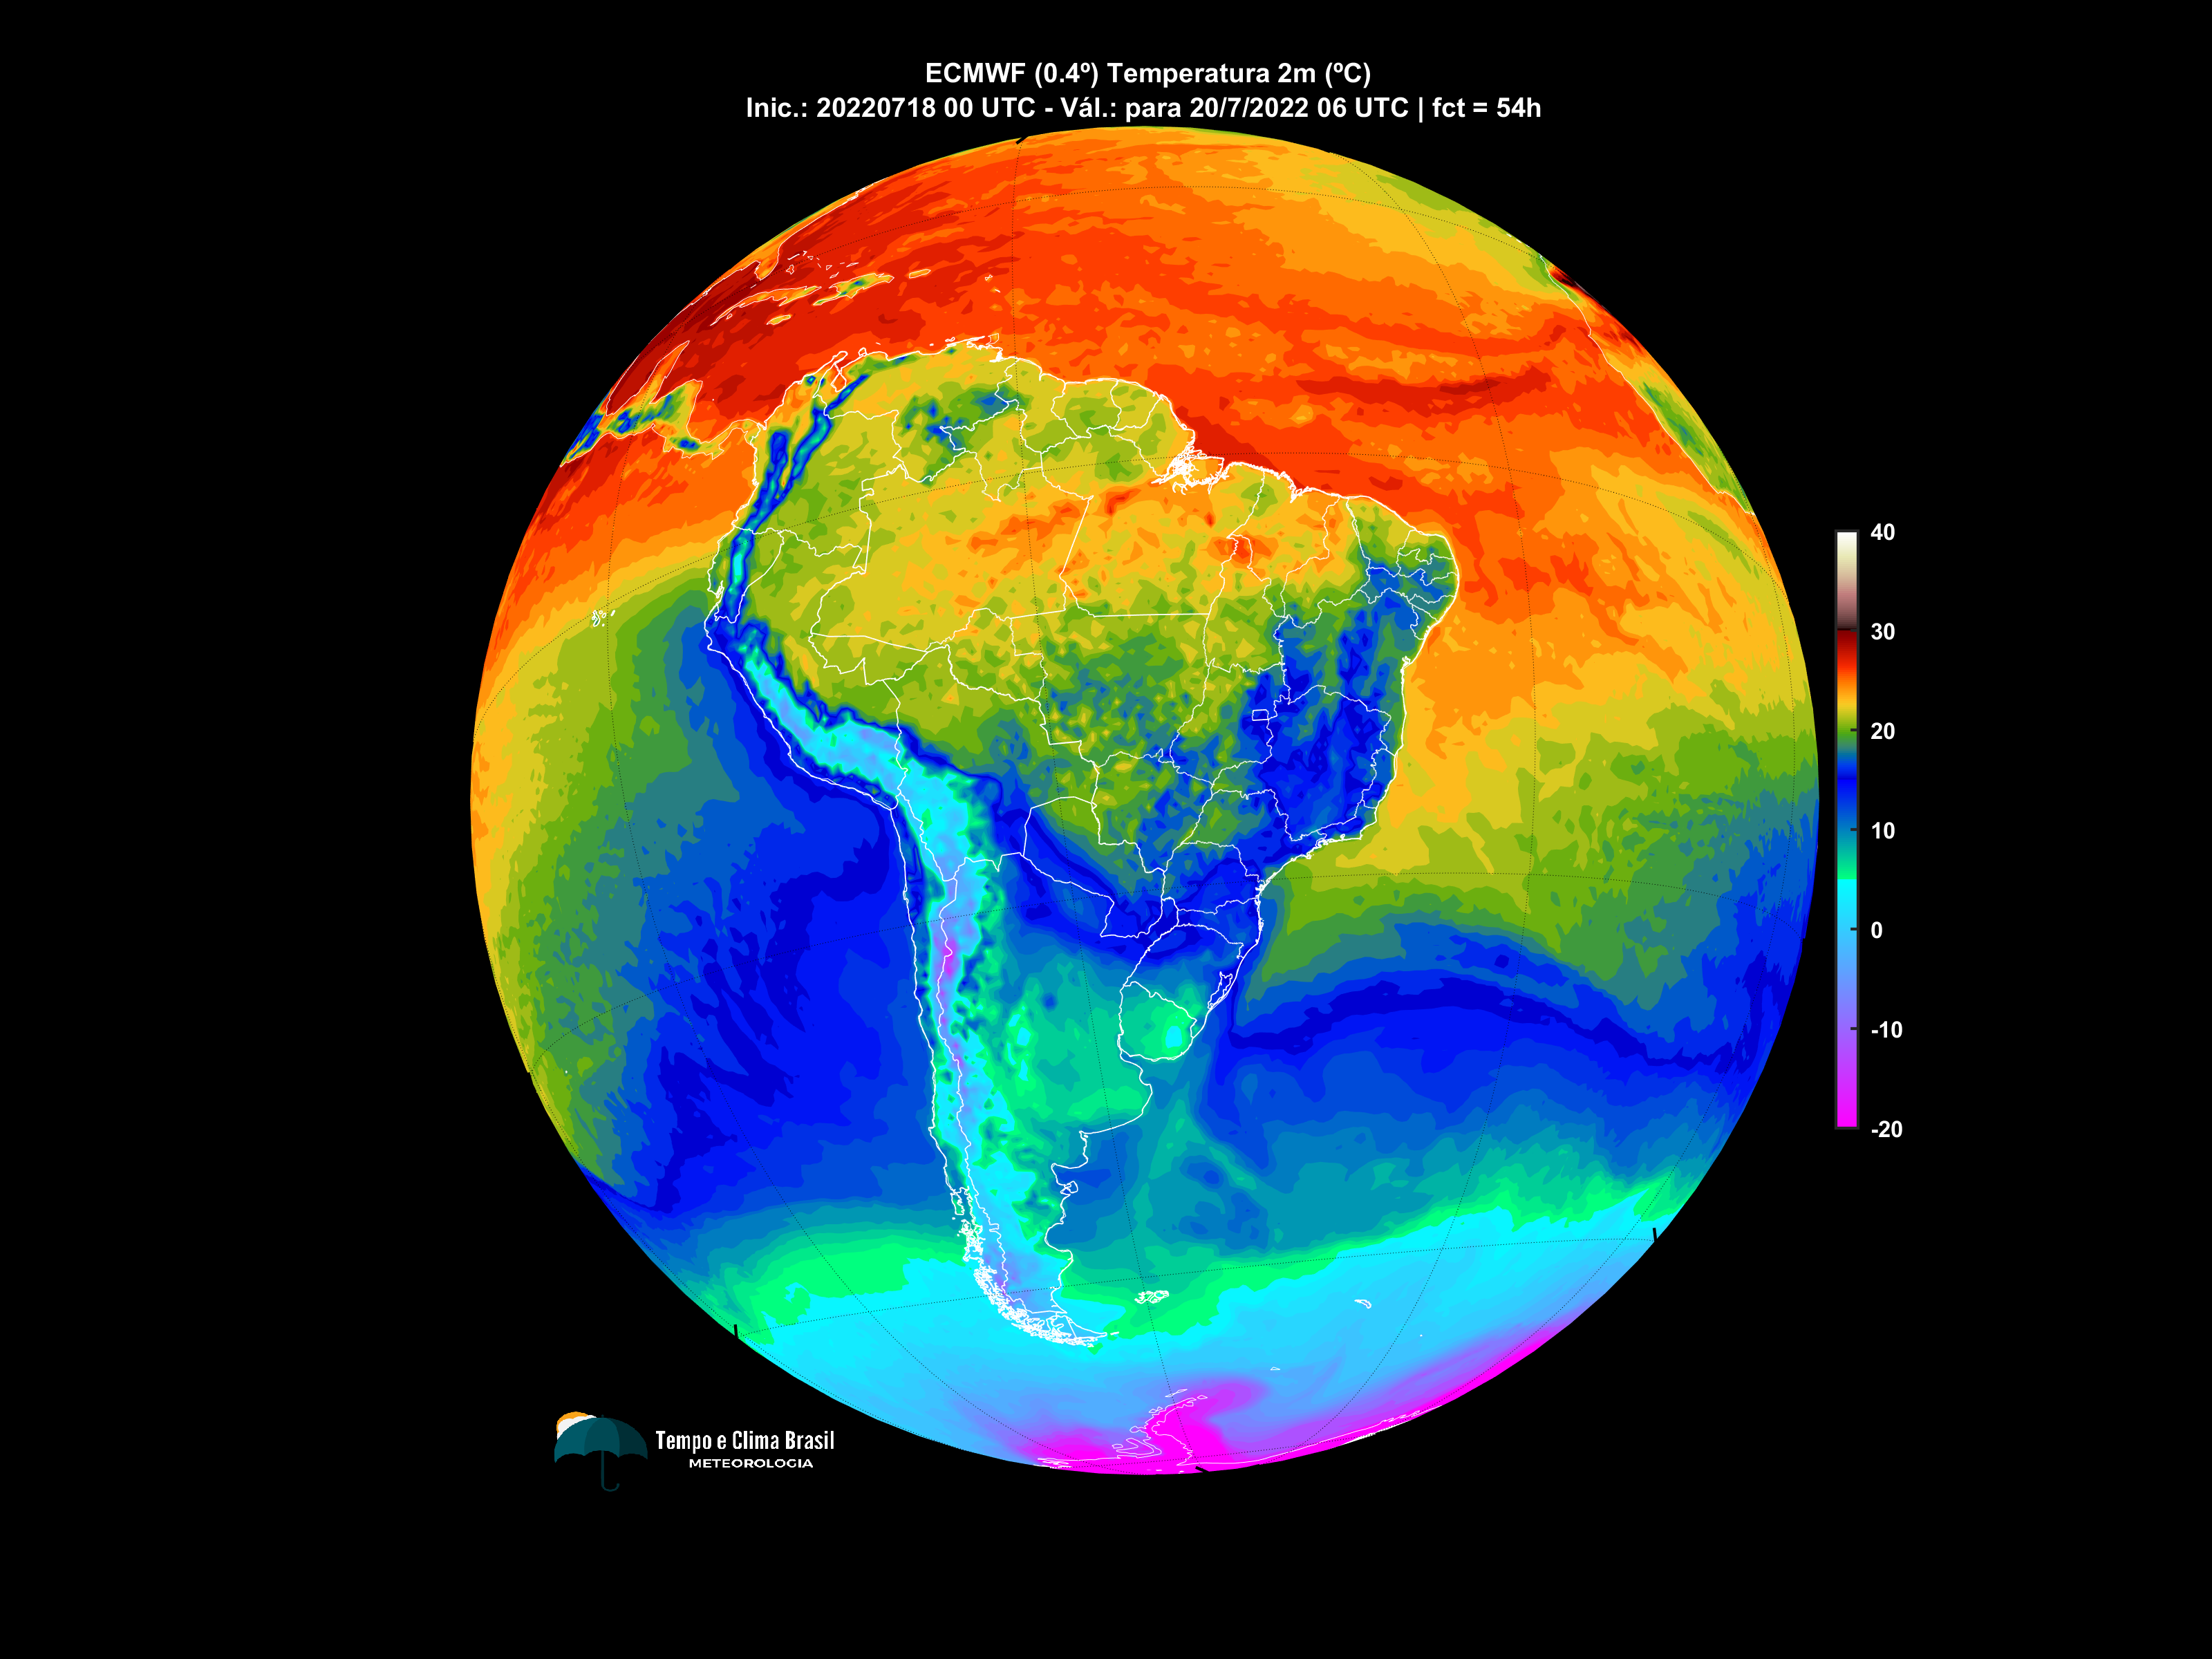 ECMWF (0.4º) Temperatura 2m (ºC)
Inic.: 20220718 00 UTC - Vál.: para 20/7/2022 06 UTC | fct = 54h
40
30
20
10
0
-10
-20
Tempo e Clima Brasil
METEOROLOGIA